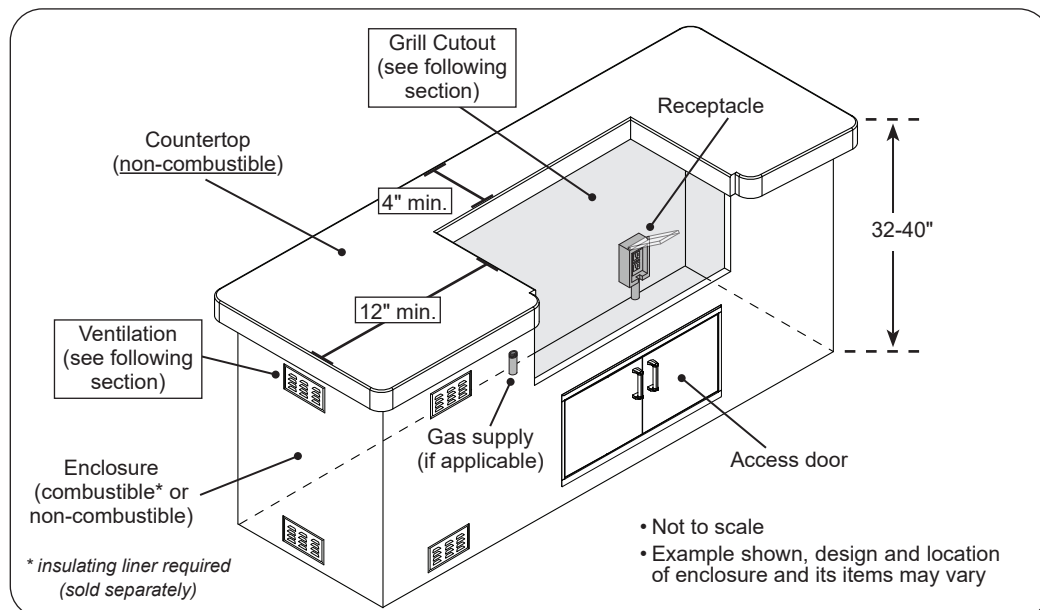 Grill Cutout
(see following
section)
Receptacle
Countertop
(non-combustible)
4" min.
32-40"
12" min.
Ventilation
(see following
section)
Gas supply
(if applicable)
Access door
Enclosure
(combustible* or
non-combustible)
* insulating liner required
(sold separately)
• Not to scale
• Example shown, design and location
of enclosure and its items may vary